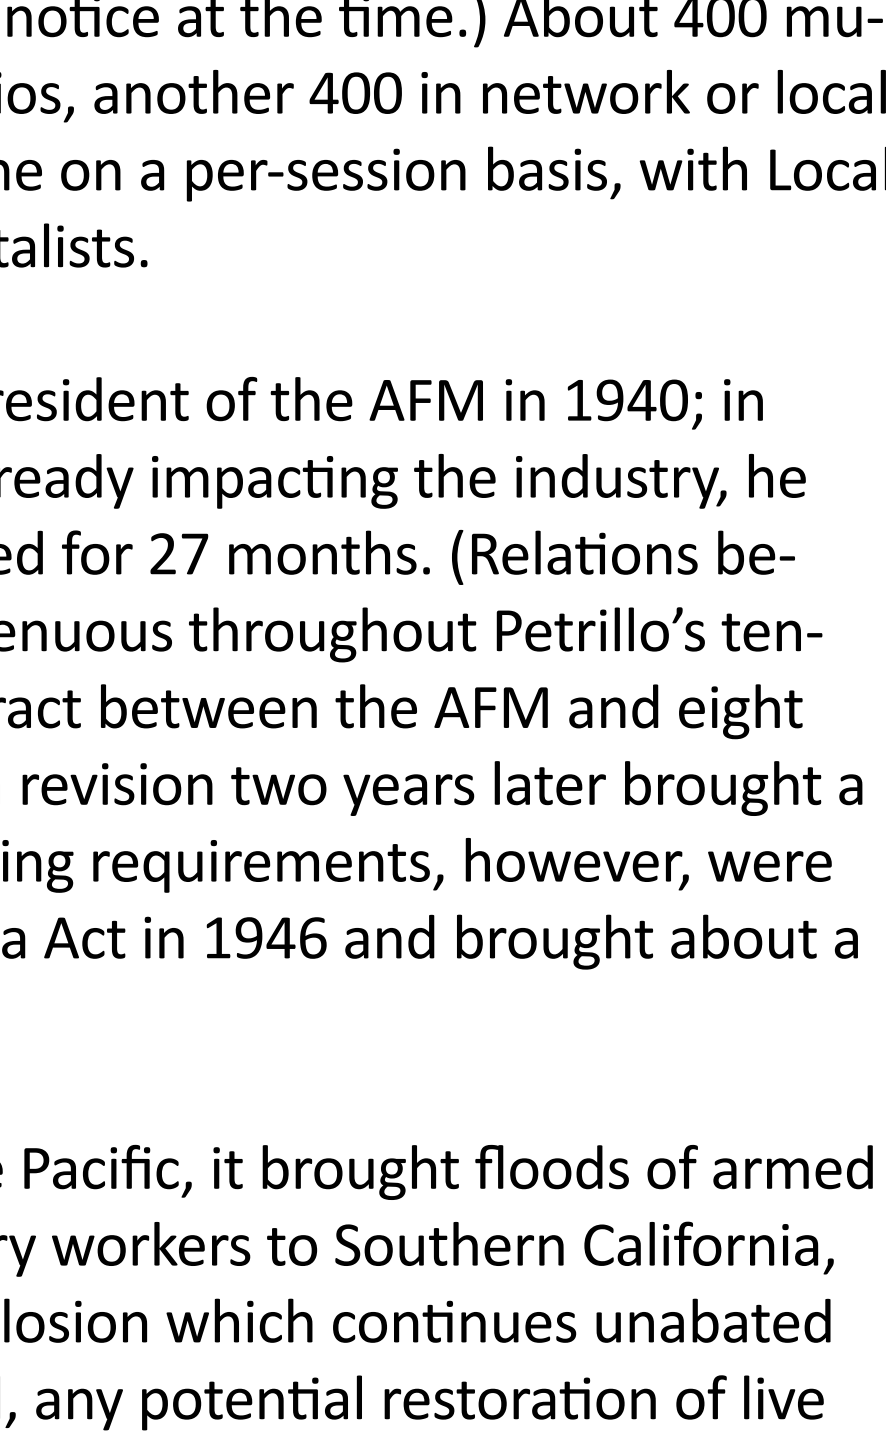 notice at the time.) About 400 mu-
ios, another 400 in network or local
ne on a per-session basis, with Local
talists.
resident of the AFM in 1940; in
ready impacting the industry, he
ed for 27 months. (Relations be-
enuous throughout Petrillo’s ten-
ract between the AFM and eight
revision two years later brought a
ing requirements, however, were
a Act in 1946 and brought about a
e Pacific, it brought floods of armed
ry workers to Southern California,
losion which continues unabated
, any potential restoration of live